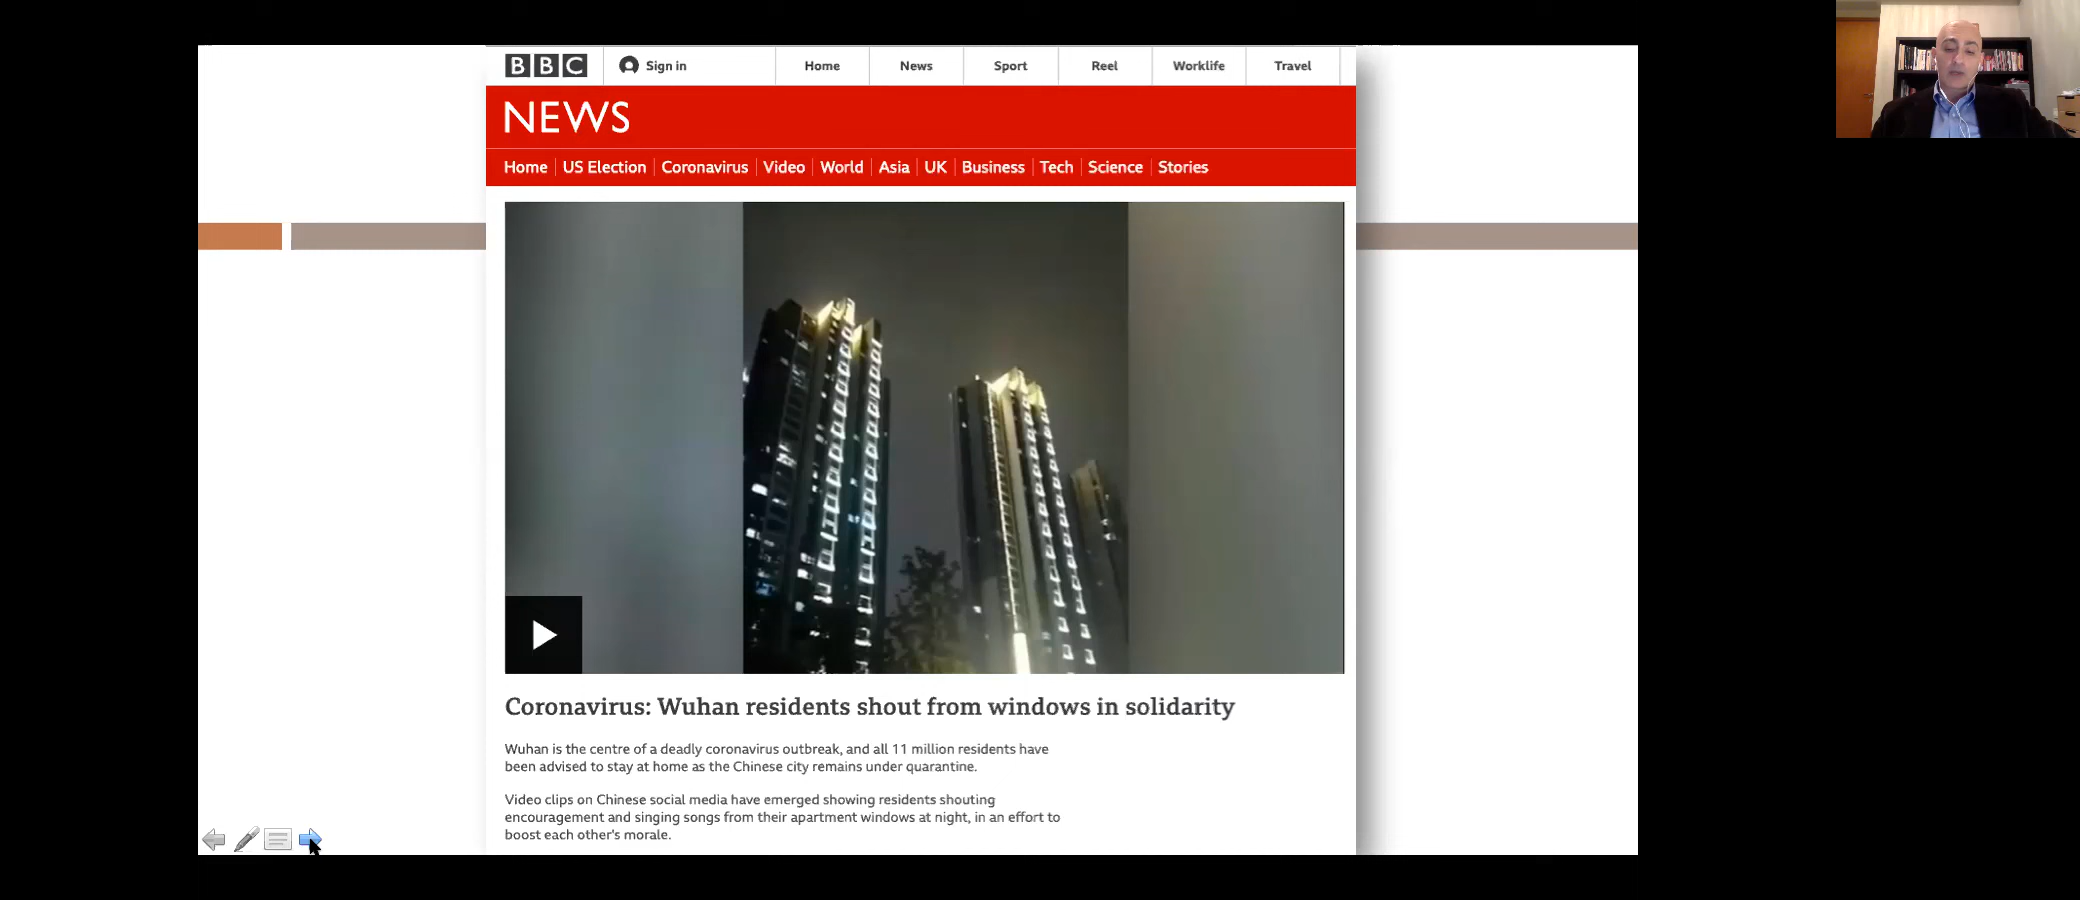 BBC Sign in Home News Sport Reel Worklife Travel
NEWS
Home US Election Coronavirus Video World Asia UK Business Tech Science Stories
Coronavirus: Wuhan residents shout from windows in solidarity
Wuhan is the centre of a deadly coronavirus outbreak, and all 11 million residents have
been advised to stay at home as the Chinese city remains under quarantine.
Video clips on Chinese social media have emerged showing residents shouting
encouragement and singing songs from their apartment windows at night, in an effort to
boost each other's morale.